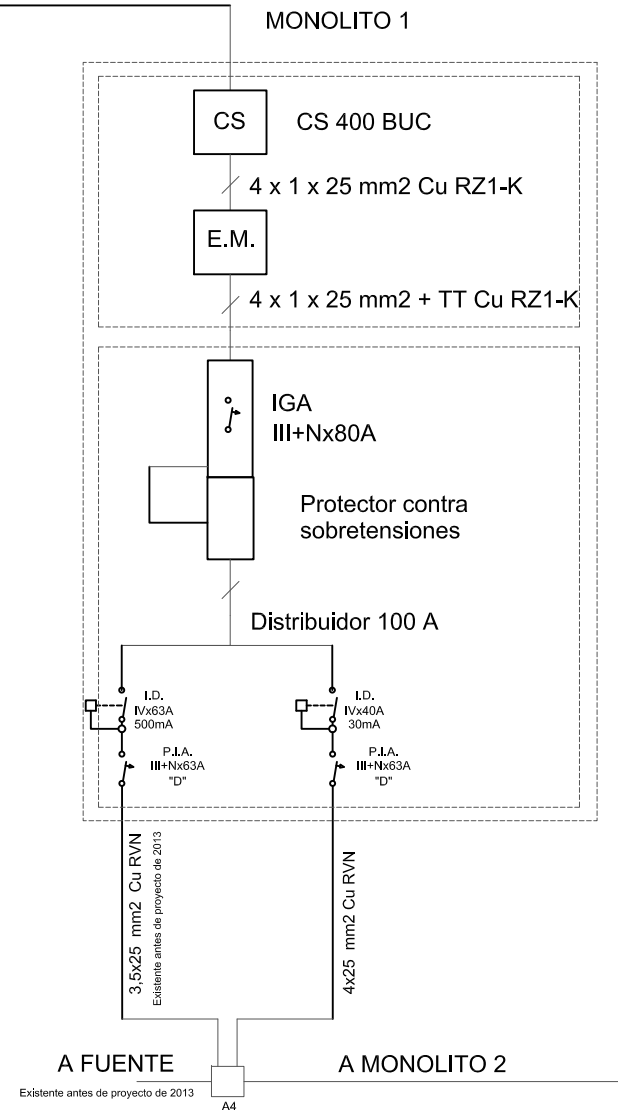 MONOLITO 1
CS
CS 400 BUC
4 x 1 x 25 mm2 Cu RZ1-K
E.M.
4 x 1 x 25 mm2 + TT Cu RZ1-K
IGA
III+Nx80A
Protector contra
sobretensiones
Distribuidor 100 A
I.D.
IVx63A
500mA
I.D.
IVx40A
30mA
P.I.A.
III+Nx63A
"D"
P.I.A.
III+Nx63A
"D"
3,5x25 mm2 Cu RVN
Existente antes de proyecto de 2013
4x25 mm2 Cu RVN
A FUENTE
A MONOLITO 2
Existente antes de proyecto de 2013
A4